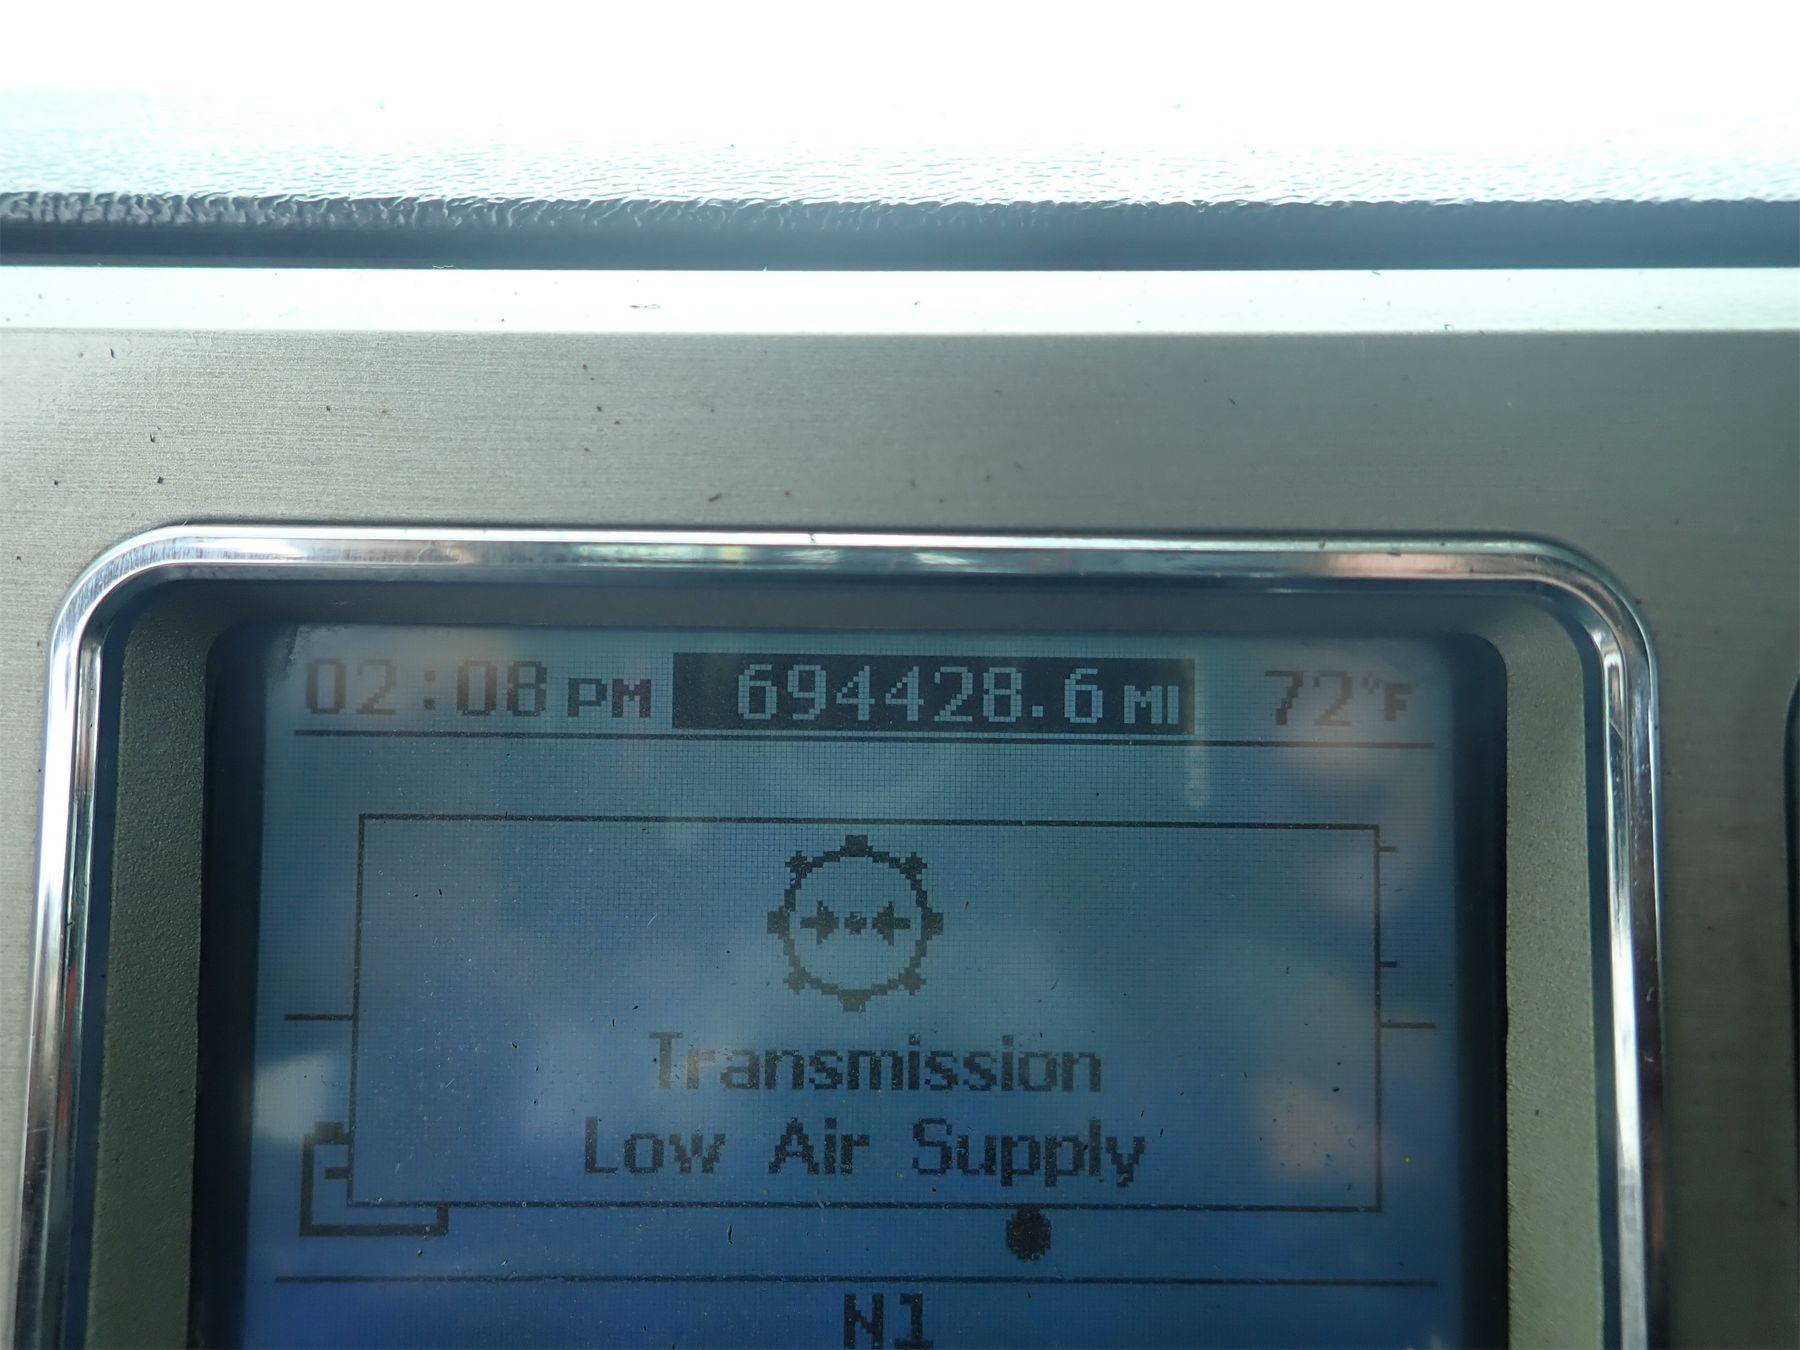 02:08 PM 694428.6 MI 72°F
Transmission
Low Air Supply
N1